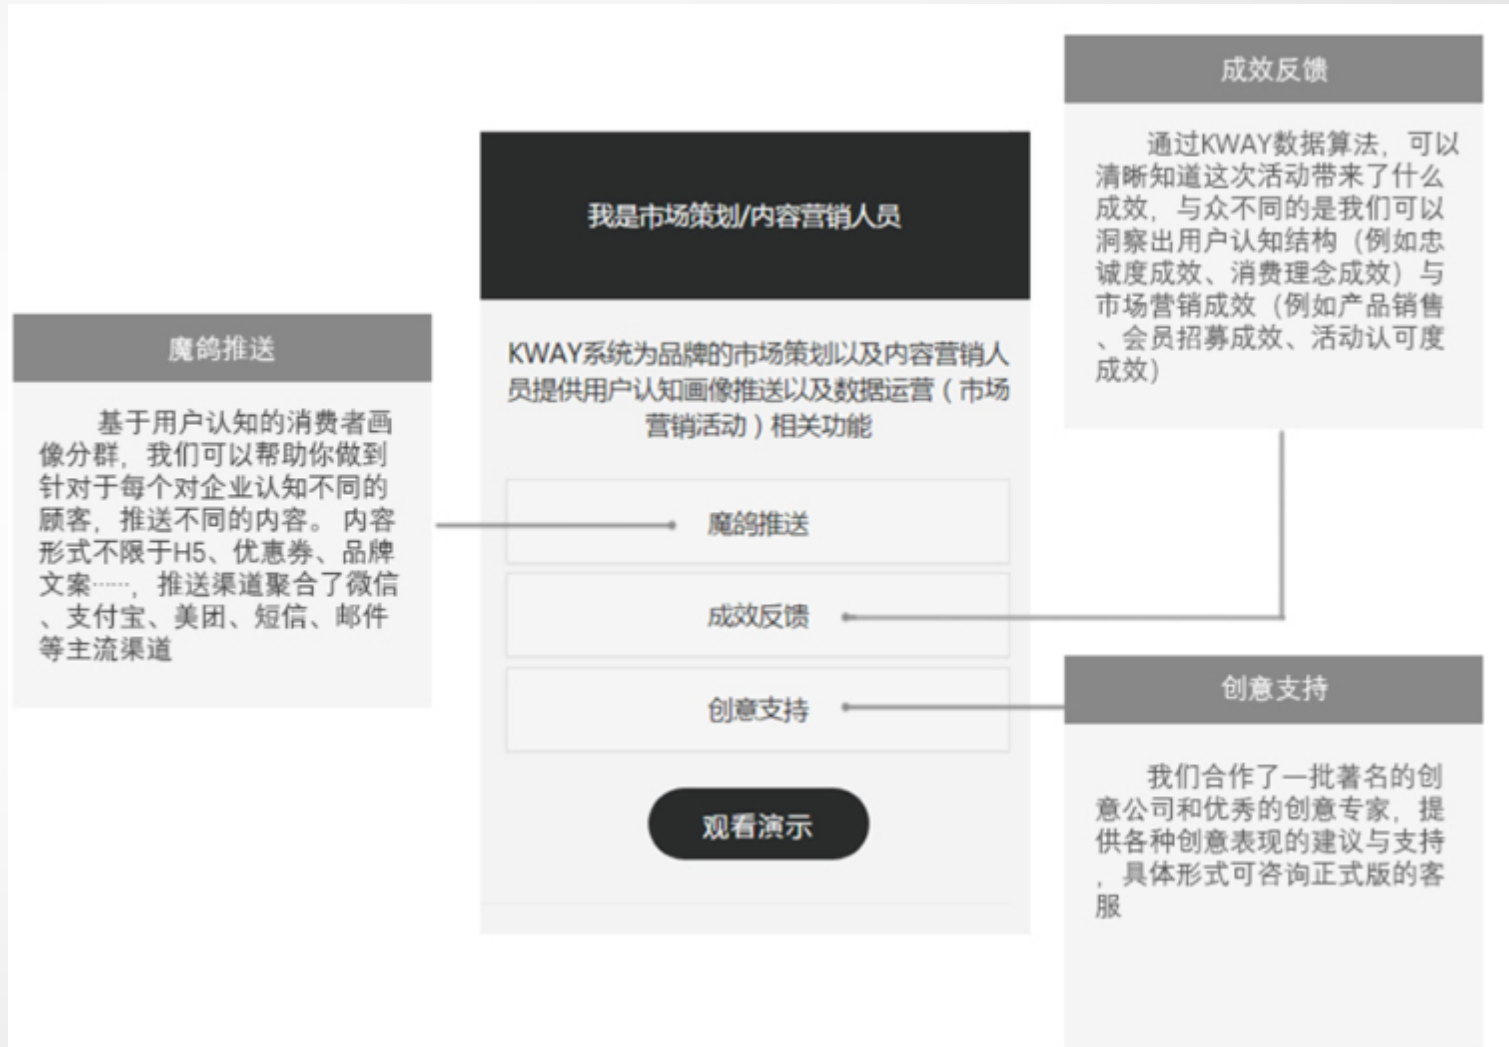 成效反馈
通过KWAY数据算法，可以
清晰知道这次活动带来了什么
成效，与众不同的是我们可以
洞察出用户认知结构（例如忠
诚度成效、消费理念成效）与
市场营销成效（例如产品销售
、会员招募成效、活动认可度
成效）
我是市场策划/内容营销人员
KWAY系统为品牌的市场策划以及内容营销人
员提供用户认知画像推送以及数据运营（市场
营销活动）相关功能
魔鸽推送
成效反馈
创意支持
观看演示
魔鸽推送
基于用户认知的消费者画
像分群，我们可以帮助你做到
针对于每个对企业认知不同的
顾客，推送不同的内容。 内容
形式不限于H5、优惠券、品牌
文案……，推送渠道聚合了微信
、支付宝、美团、短信、邮件
等主流渠道
创意支持
我们合作了一批著名的创
意公司和优秀的创意专家，提
供各种创意表现的建议与支持
，具体形式可咨询正式版的客
服